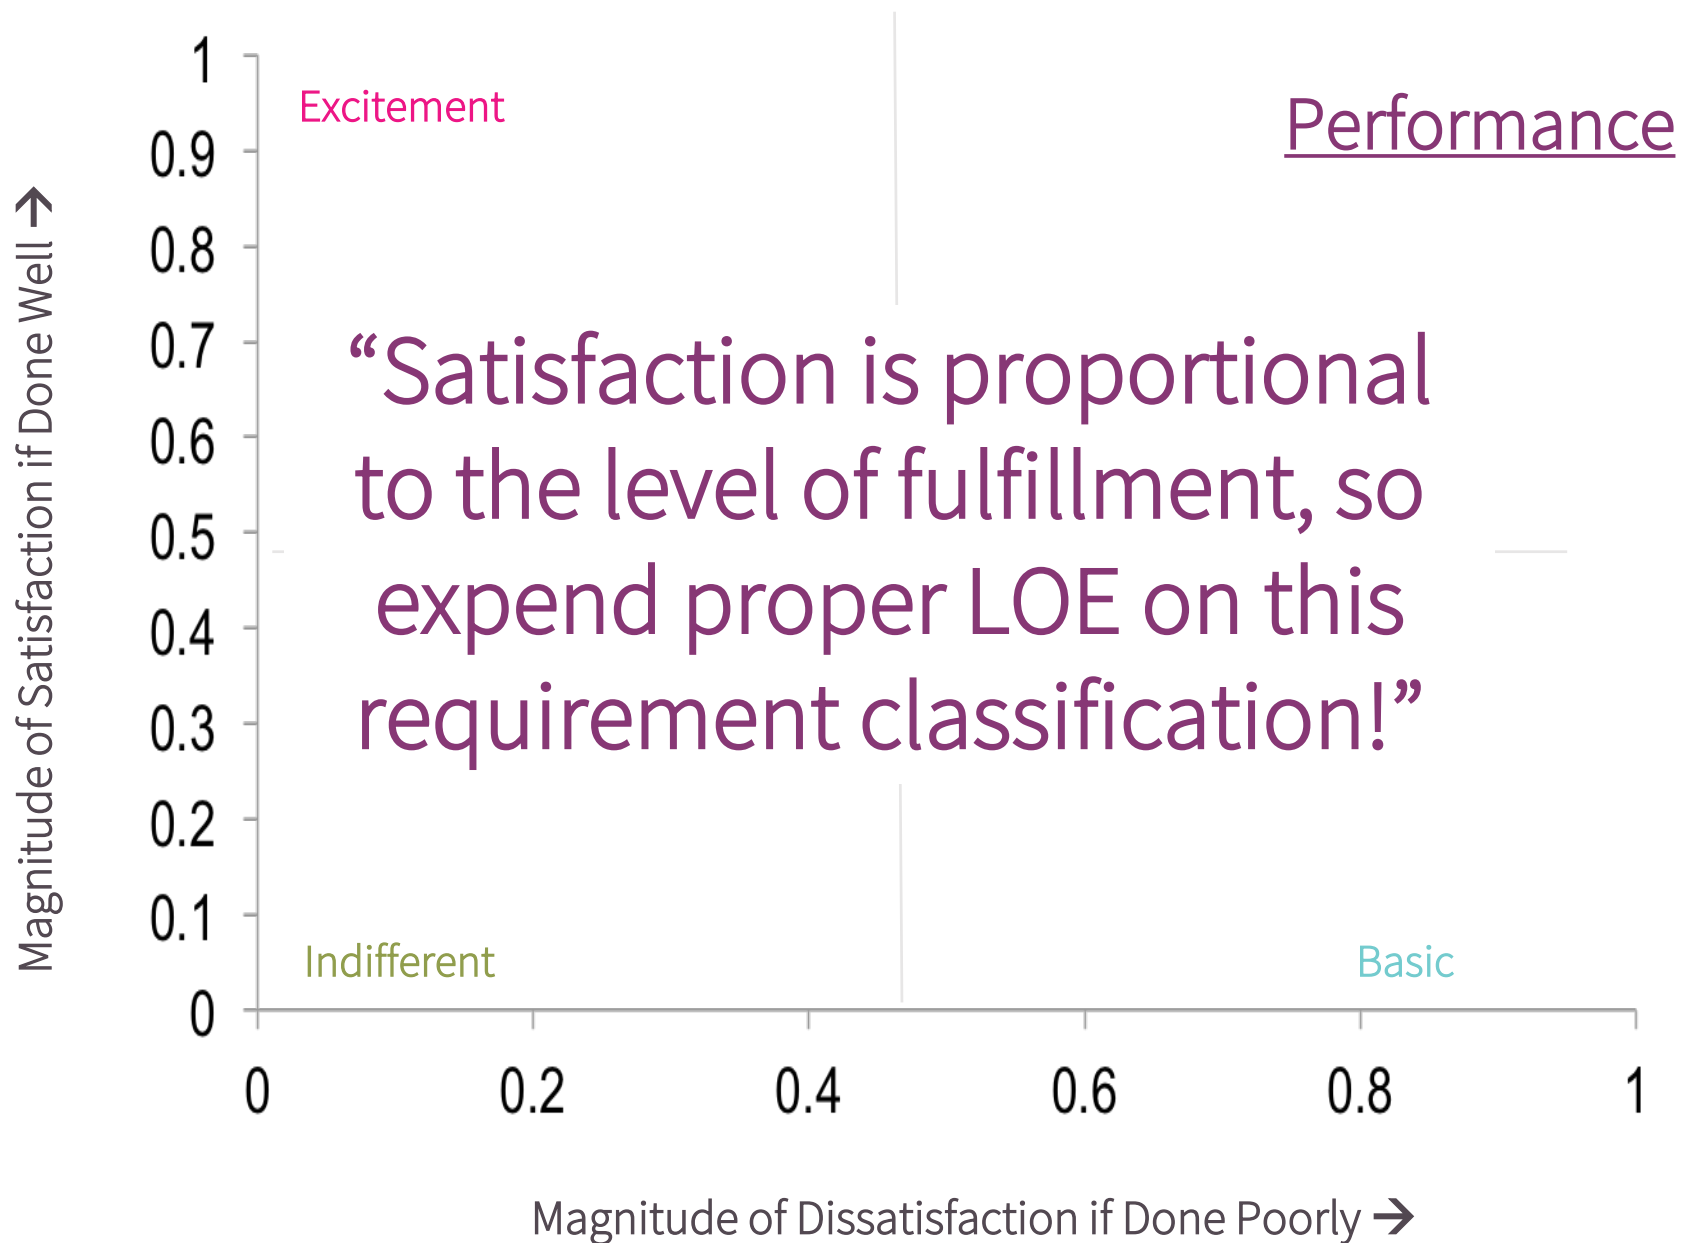 1
0.9
0.8
0.7
0.6
0.5
0.4
0.3
0.2
0.1
0
Magnitude of Satisfaction if Done Well →
Excitement
Performance
“Satisfaction is proportional
to the level of fulfillment, so
expend proper LOE on this
requirement classification!”
Indifferent
Basic
0 0.2 0.4 0.6 0.8 1
Magnitude of Dissatisfaction if Done Poorly →